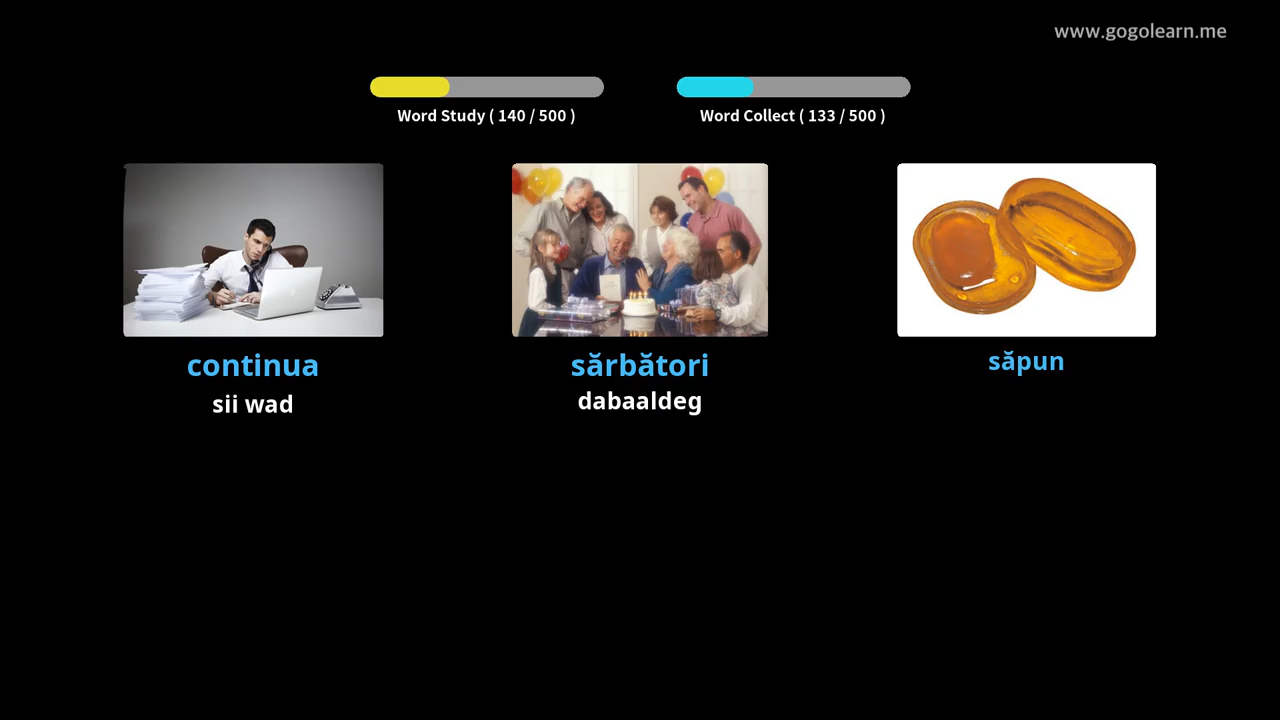 www.gogolearn.me
Word Study ( 140 / 500 )
Word Collect ( 133 / 500 )
continua
sii wad
sărbători
dabaaldeg
săpun